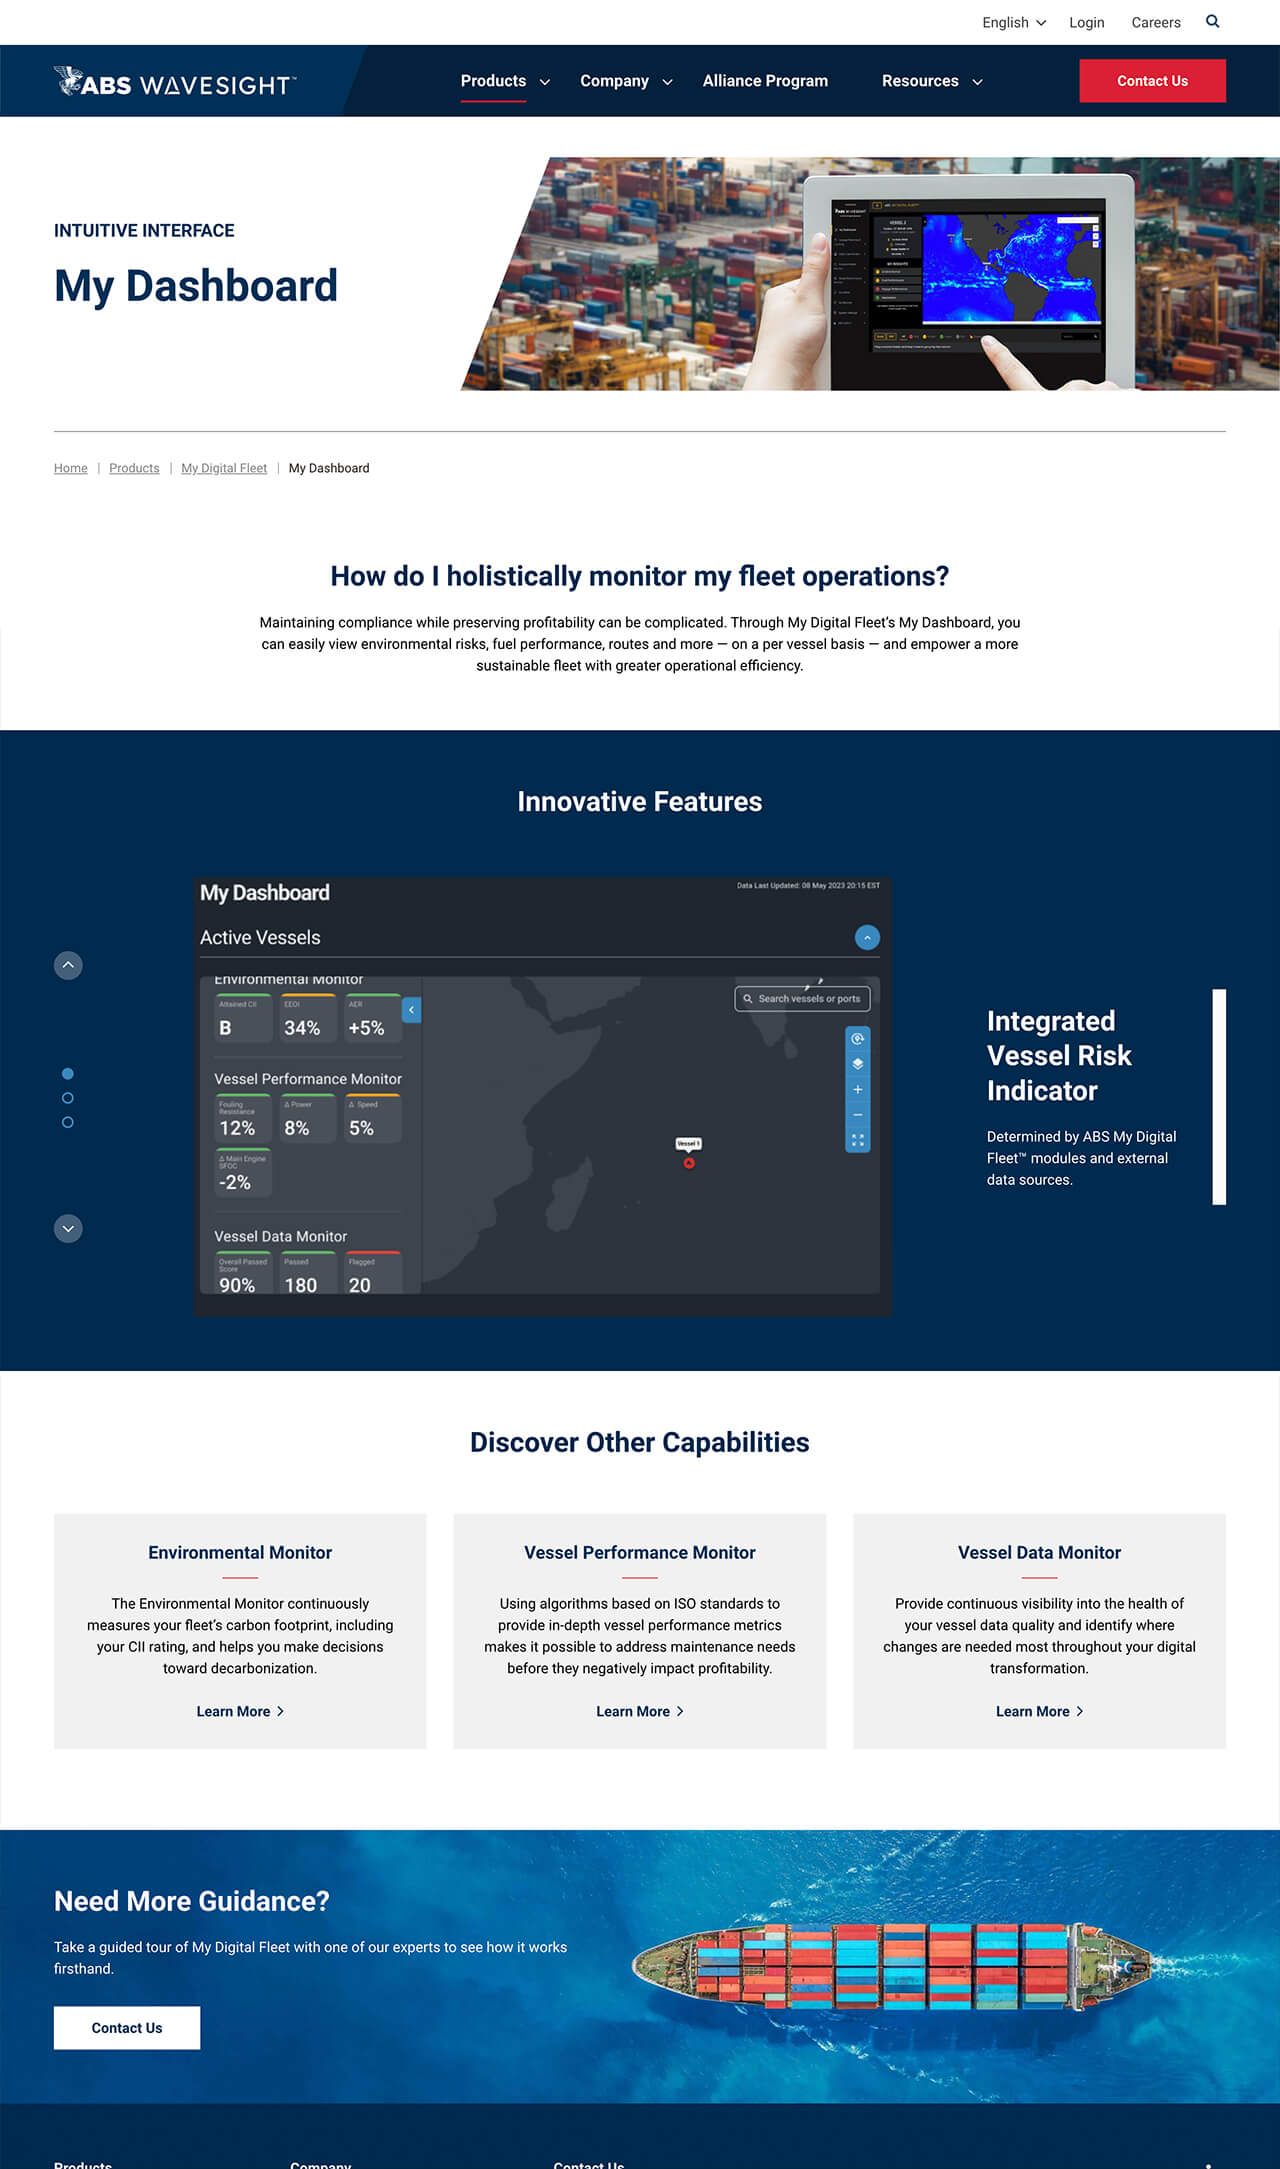 English
Login
Careers
ABS WAVESIGHT™
Products
Company
Alliance Program
Resources
Contact Us
INTUITIVE INTERFACE
My Dashboard
ABS WAVESIGHT
VESSEL 2
MY INSIGHTS
Home | Products | My Digital Fleet | My Dashboard
How do I holistically monitor my fleet operations?
Maintaining compliance while preserving profitability can be complicated. Through My Digital Fleet’s My Dashboard, you
can easily view environmental risks, fuel performance, routes and more — on a per vessel basis — and empower a more
sustainable fleet with greater operational efficiency.
Innovative Features
My Dashboard
Data Last Updated: 08 May 2023 20:15 EST
Active Vessels
Environmental Monitor
Attained CII
EEOI
AER
B
34%
+5%
Search vessels or ports
Vessel Performance Monitor
Fouling
Resistance
Δ Power
Δ Speed
12%
8%
5%
Δ Main Engine
SFOC
-2%
Vessel 1
Vessel Data Monitor
Overall Passed
Score
Passed
Flagged
90%
180
20
Integrated
Vessel Risk
Indicator
Determined by ABS My Digital
Fleet™ modules and external
data sources.
Discover Other Capabilities
Environmental Monitor
The Environmental Monitor continuously
measures your fleet’s carbon footprint, including
your CII rating, and helps you make decisions
toward decarbonization.
Learn More
Vessel Performance Monitor
Using algorithms based on ISO standards to
provide in-depth vessel performance metrics
makes it possible to address maintenance needs
before they negatively impact profitability.
Learn More
Vessel Data Monitor
Provide continuous visibility into the health of
your vessel data quality and identify where
changes are needed most throughout your digital
transformation.
Learn More
Need More Guidance?
Take a guided tour of My Digital Fleet with one of our experts to see how it works
firsthand.
Contact Us
Products
Company
Contact Us